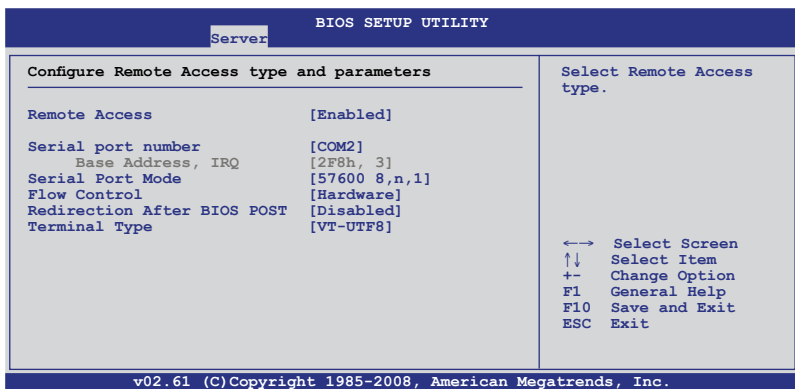 BIOS SETUP UTILITY
Server
Configure Remote Access type and parameters
Remote Access [Enabled]
Serial port number [COM2]
Base Address, IRQ [2F8h, 3]
Serial Port Mode [57600 8,n,1]
Flow Control [Hardware]
Redirection After BIOS POST [Disabled]
Terminal Type [VT-UTF8]
Select Remote Access
type.
←→ Select Screen
↑↓ Select Item
+- Change Option
F1 General Help
F10 Save and Exit
ESC Exit
v02.61 (C)Copyright 1985-2008, American Megatrends, Inc.